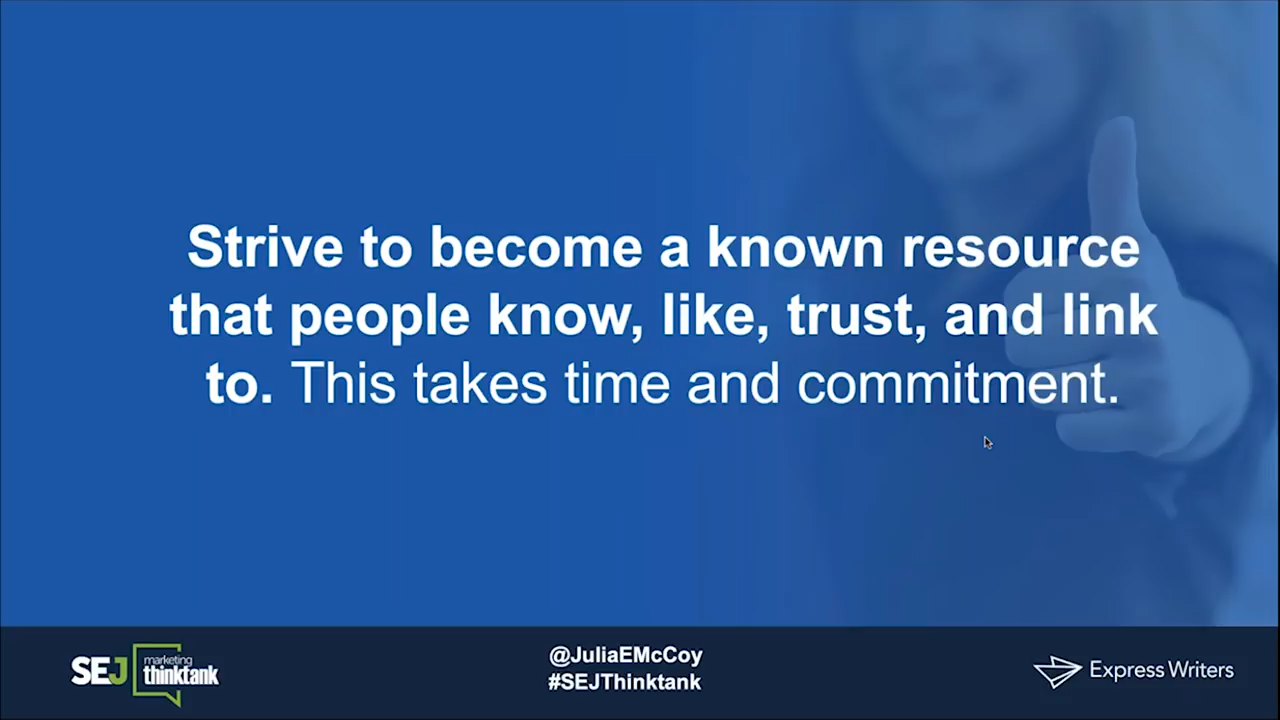 Strive to become a known resource
that people know, like, trust, and link
to. This takes time and commitment.
SEJ marketing
thinktank
@JuliaEMcCoy
#SEJThinktank
Express Writers